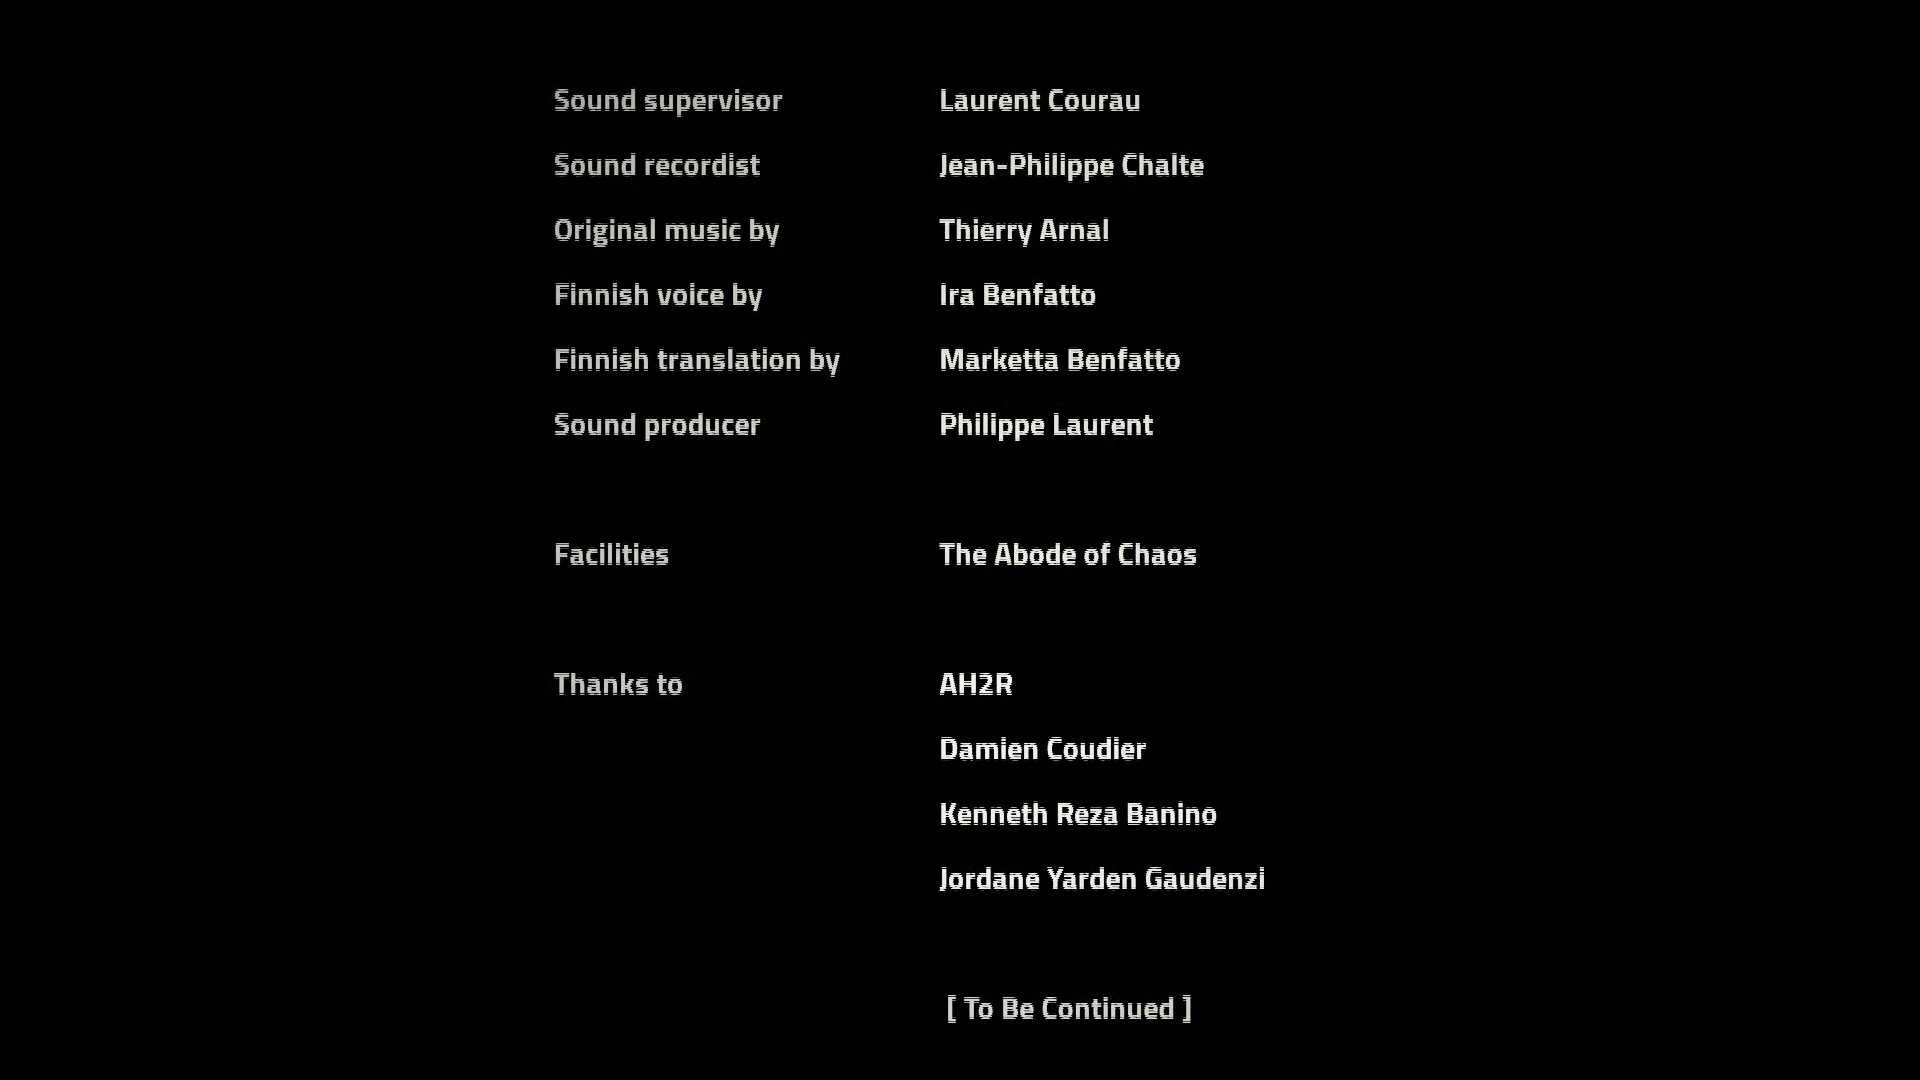 Sound supervisor Laurent Courau
Sound recordist Jean-Philippe Chalte
Original music by Thierry Arnal
Finnish voice by Ira Benfatto
Finnish translation by Marketta Benfatto
Sound producer Philippe Laurent
Facilities The Abode of Chaos
Thanks to AH2R
Damien Coudier
Kenneth Reza Banino
Jordane Yarden Gaudenzi
[ To Be Continued ]